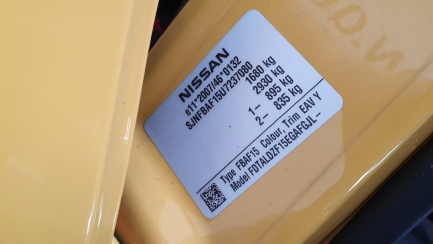 NISSAN
e11*2007/46*0132
SJNFBAF15U7237080
1680 kg
2930 kg
1- 895 kg
2- 835 kg
Type FBAF15 Colour, Trim EAV Y
Model FDTALDZF15EGAFGJL-